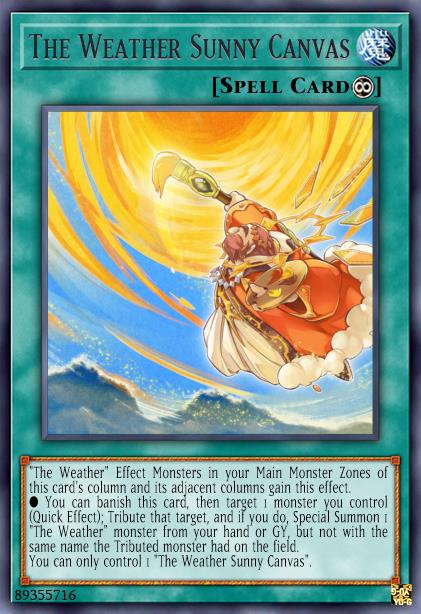 The Weather Sunny Canvas 魔
[Spell Card]
"The Weather" Effect Monsters in your Main Monster Zones of
this card's column and its adjacent columns gain this effect.
● You can banish this card, then target 1 monster you control
(Quick Effect); Tribute that target, and if you do, Special Summon 1
"The Weather" monster from your hand or GY, but not with the
same name the Tributed monster had on the field.
You can only control 1 "The Weather Sunny Canvas".
89355716